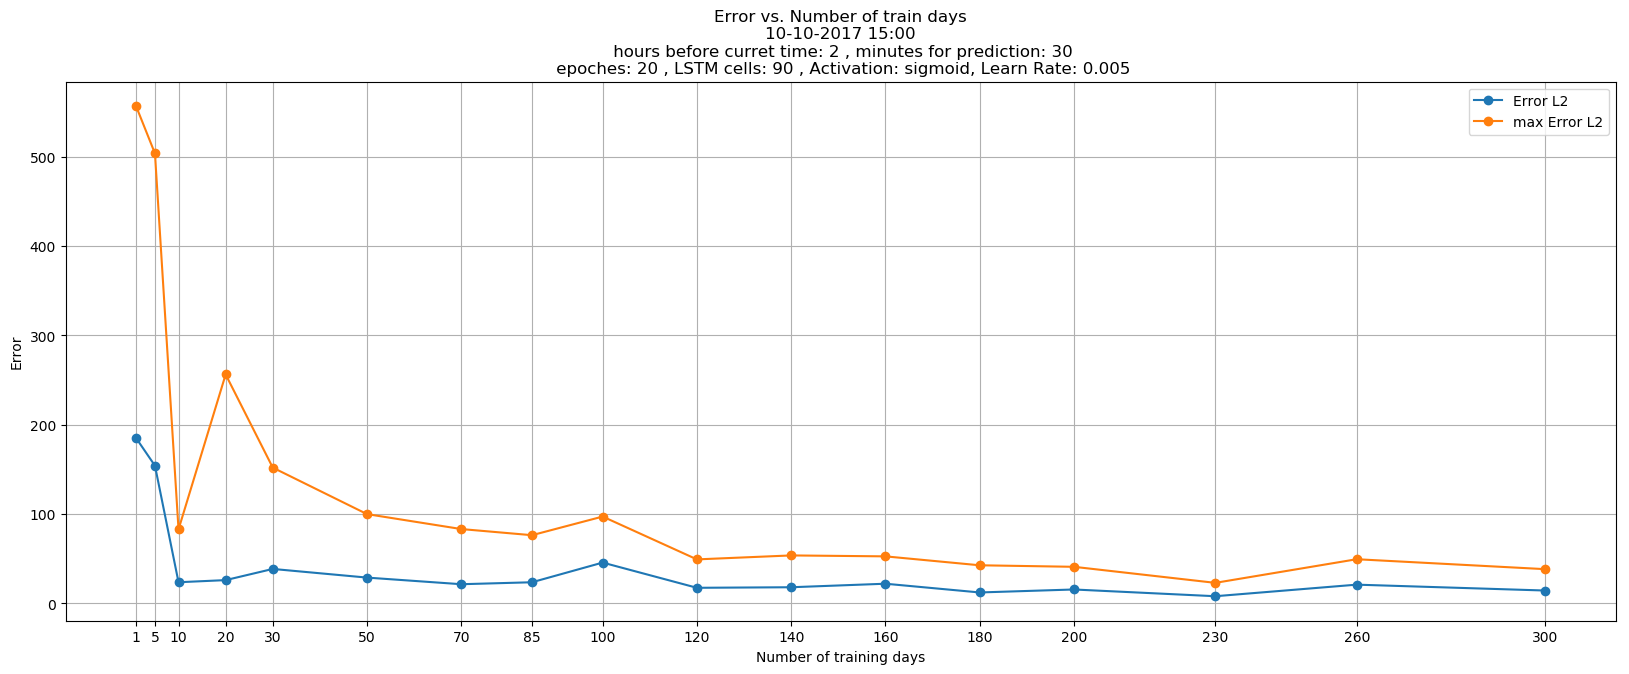 Error vs. Number of train days
10-10-2017 15:00
hours before curret time: 2 , minutes for prediction: 30
epoches: 20 , LSTM cells: 90 , Activation: sigmoid, Learn Rate: 0.005
Error L2
max Error L2
500
400
300
200
100
0
Error
1 5 10 20 30 50 70 85 100 120 140 160 180 200 230 260 300
Number of training days